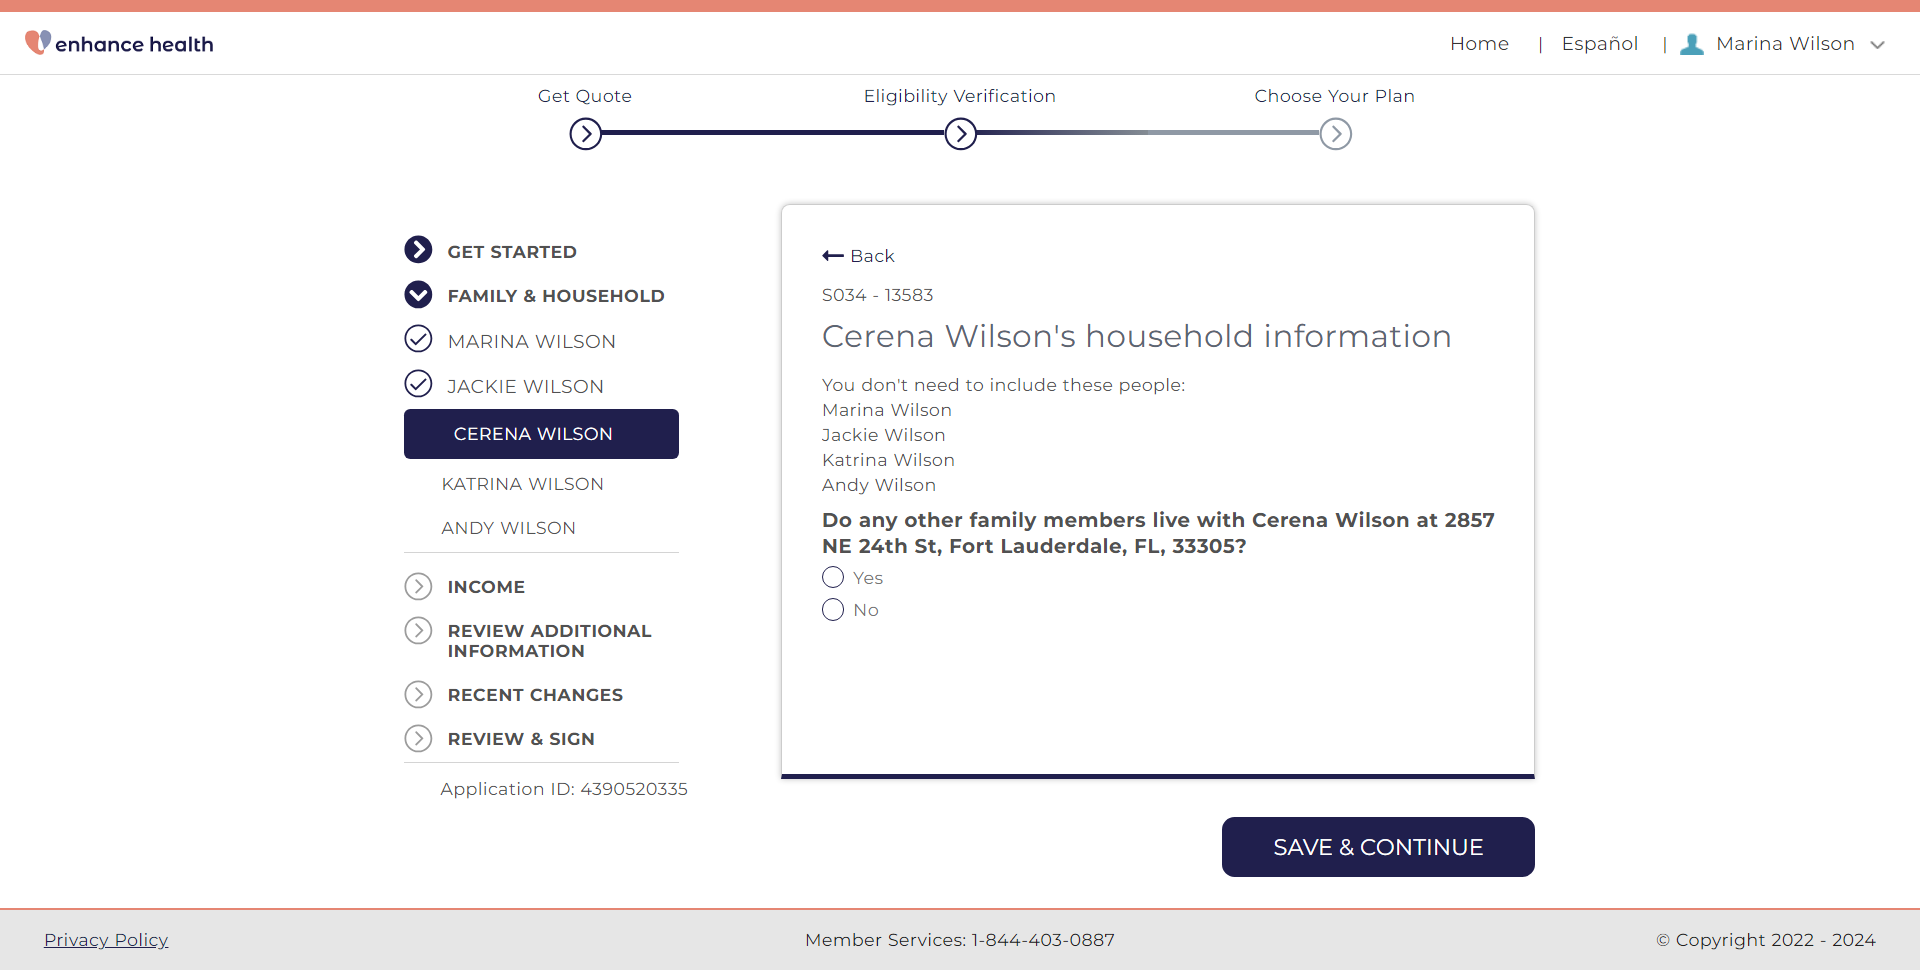 enhance health
Home | Español | Marina Wilson
Get Quote
Eligibility Verification
Choose Your Plan
GET STARTED
FAMILY & HOUSEHOLD
MARINA WILSON
JACKIE WILSON
CERENA WILSON
KATRINA WILSON
ANDY WILSON
INCOME
REVIEW ADDITIONAL
INFORMATION
RECENT CHANGES
REVIEW & SIGN
Application ID: 4390520335
Back
S034 - 13583
Cerena Wilson's household information
You don't need to include these people:
Marina Wilson
Jackie Wilson
Katrina Wilson
Andy Wilson
Do any other family members live with Cerena Wilson at 2857
NE 24th St, Fort Lauderdale, FL, 33305?
Yes
No
SAVE & CONTINUE
Privacy Policy
Member Services: 1-844-403-0887
© Copyright 2022 - 2024